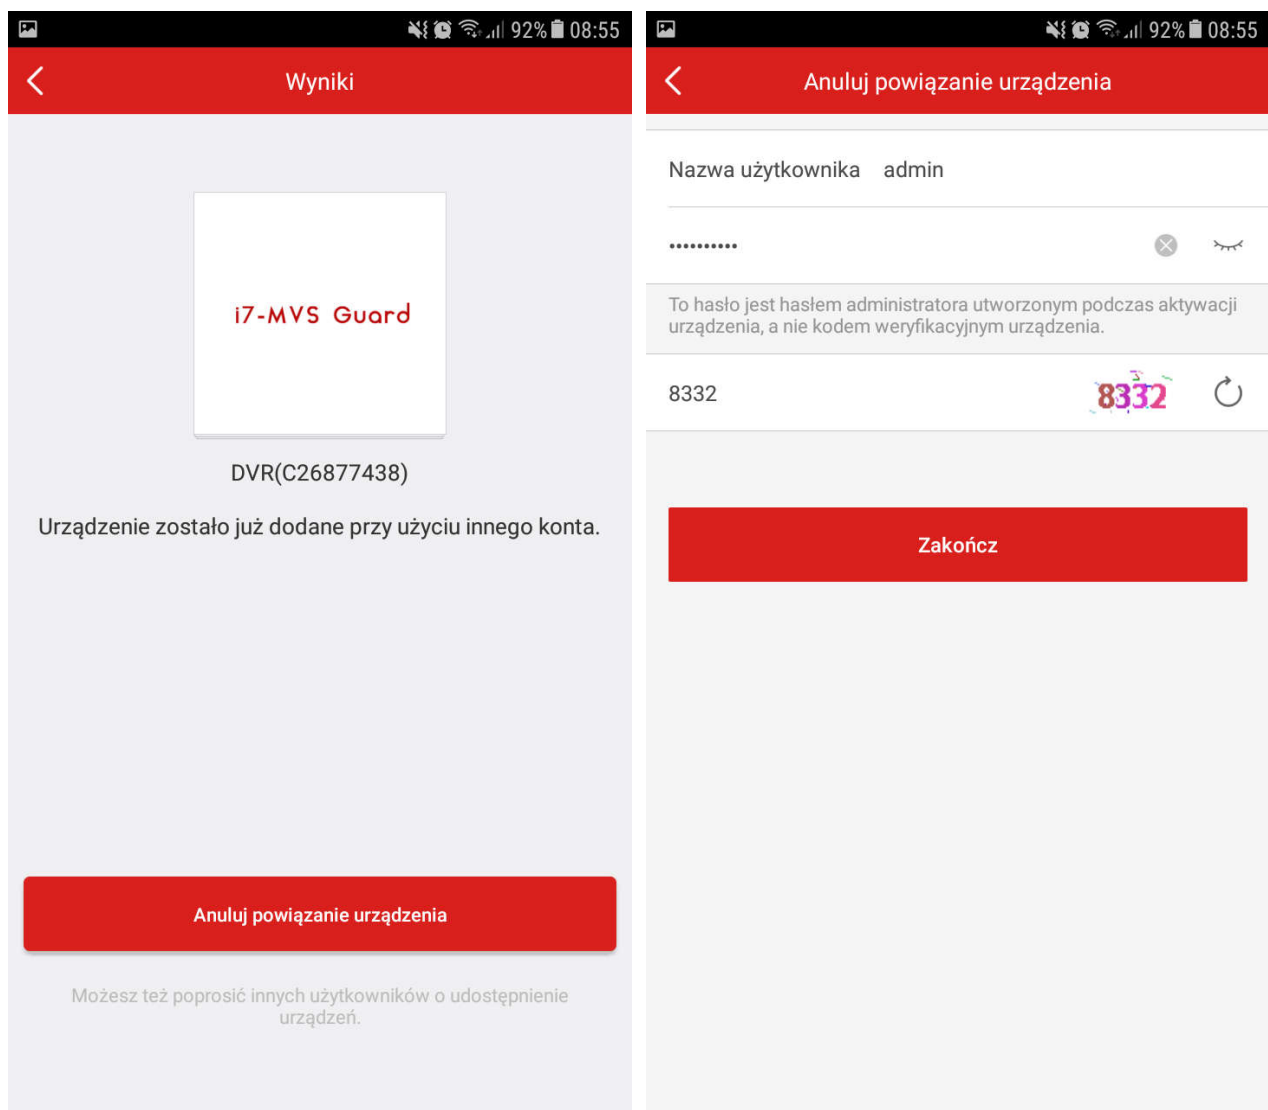 92% 08:55
Wyniki
i7-MVS Guard
DVR(C26877438)
Urządzenie zostało już dodane przy użyciu innego konta.
Anuluj powiązanie urządzenia
Możesz też poprosić innych użytkowników o udostępnienie
urządzeń.
92% 08:55
Anuluj powiązanie urządzenia
Nazwa użytkownika admin
••••••••••
To hasło jest hasłem administratora utworzonym podczas aktywacji
urządzenia, a nie kodem weryfikacyjnym urządzenia.
8332 8332
Zakończ